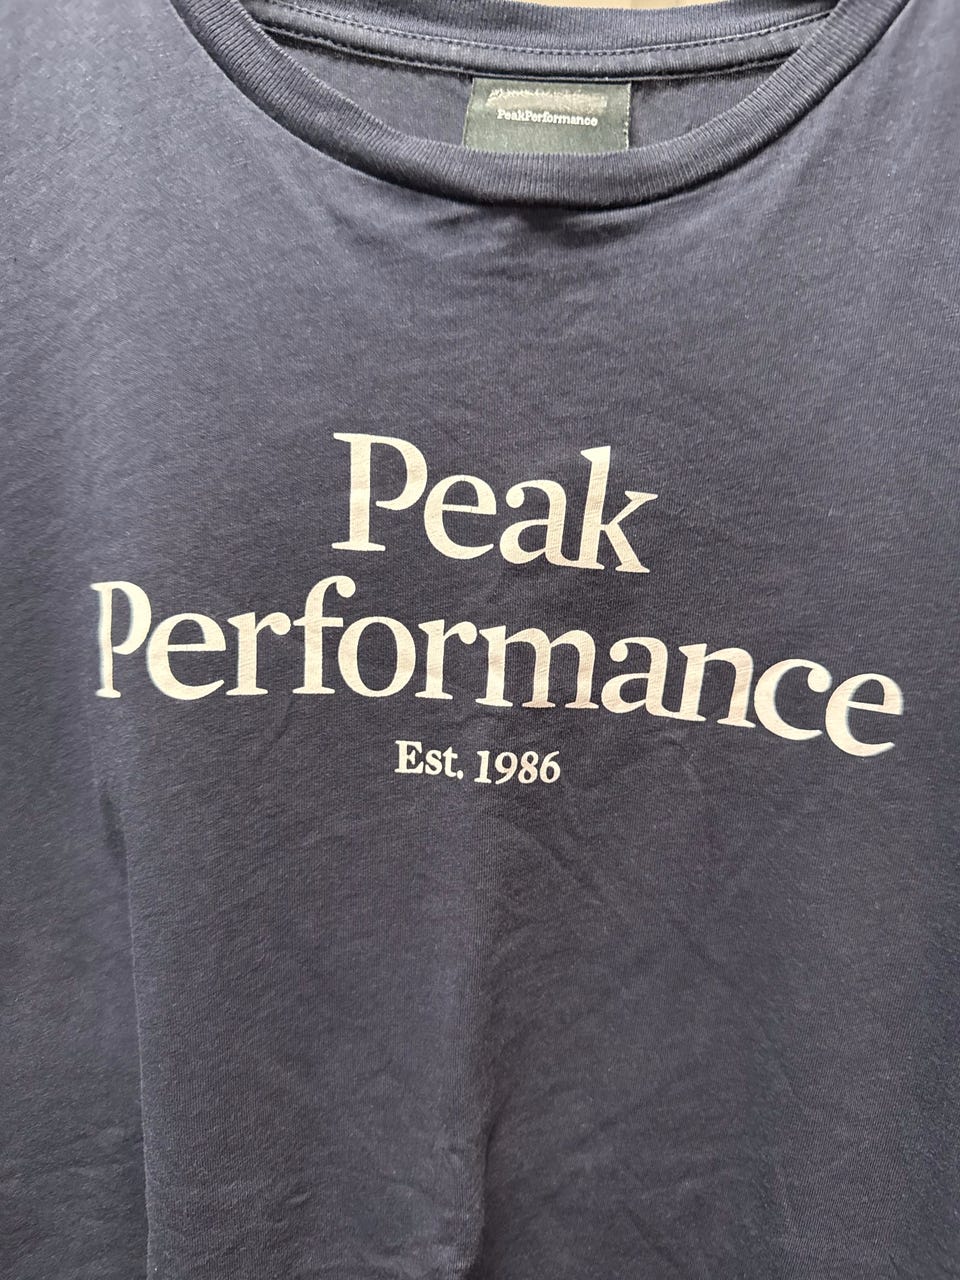 PeakPerformance
Peak
Performance
Est. 1986